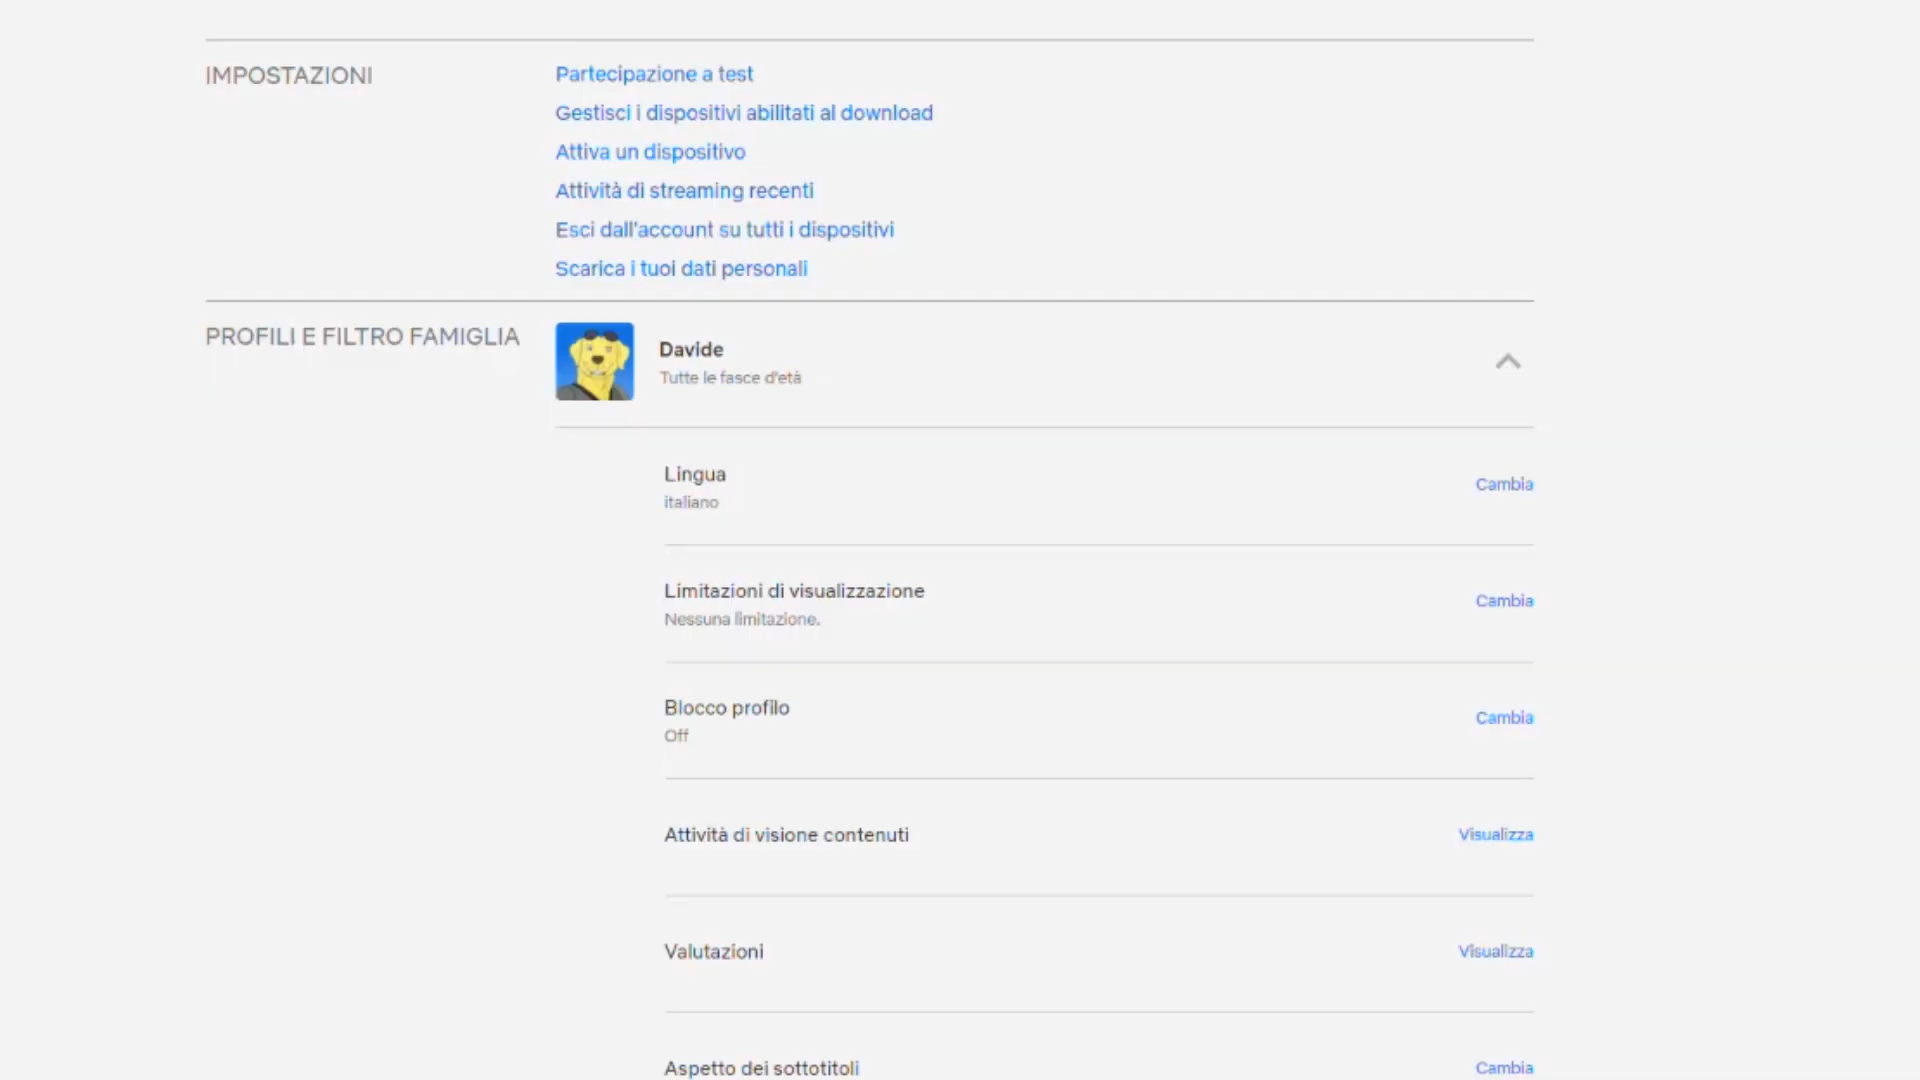 IMPOSTAZIONI
Partecipazione a test
Gestisci i dispositivi abilitati al download
Attiva un dispositivo
Attività di streaming recenti
Esci dall'account su tutti i dispositivi
Scarica i tuoi dati personali
PROFILI E FILTRO FAMIGLIA
Davide
Tutte le fasce d'età
Lingua
italiano
Cambia
Limitazioni di visualizzazione
Nessuna limitazione.
Cambia
Blocco profilo
Off
Cambia
Attività di visione contenuti
Visualizza
Valutazioni
Visualizza
Aspetto dei sottotitoli
Cambia